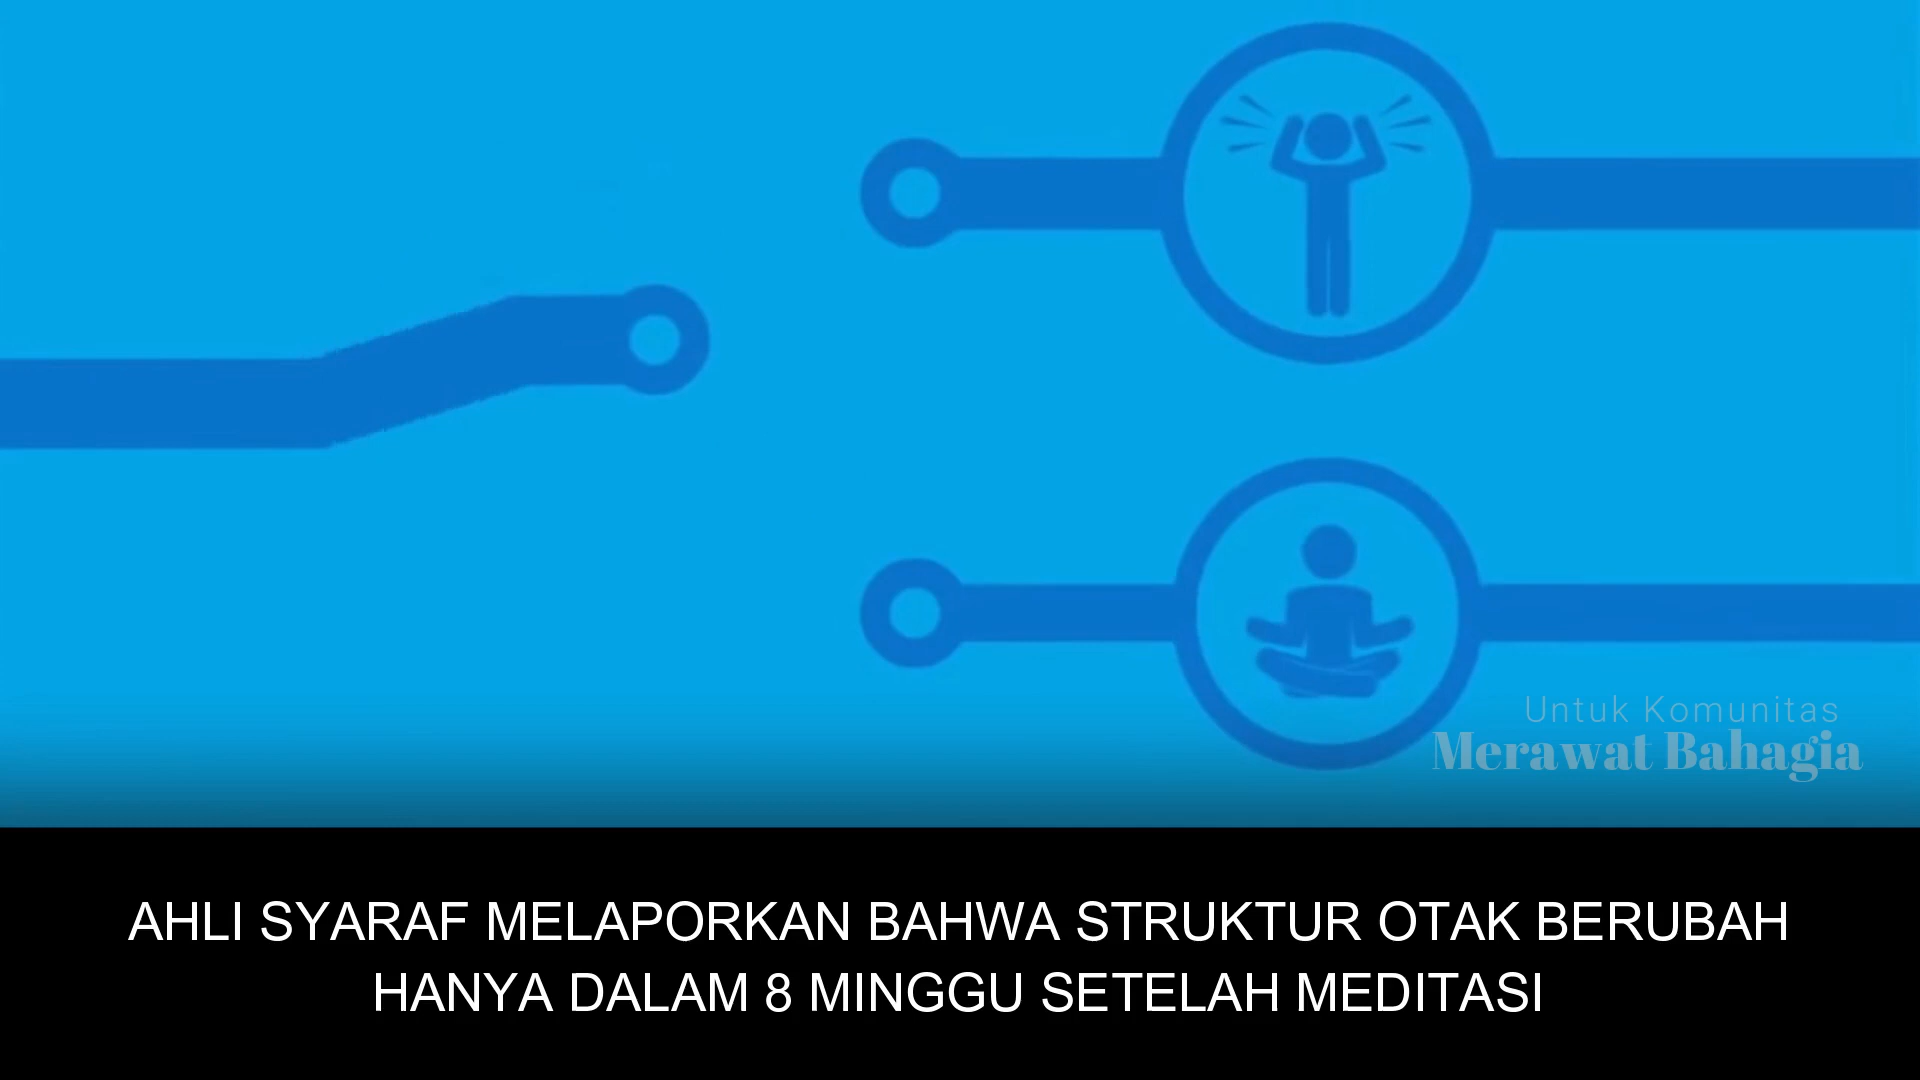 Untuk Komunitas
Merawat Bahagia
AHLI SYARAF MELAPORKAN BAHWA STRUKTUR OTAK BERUBAH
HANYA DALAM 8 MINGGU SETELAH MEDITASI